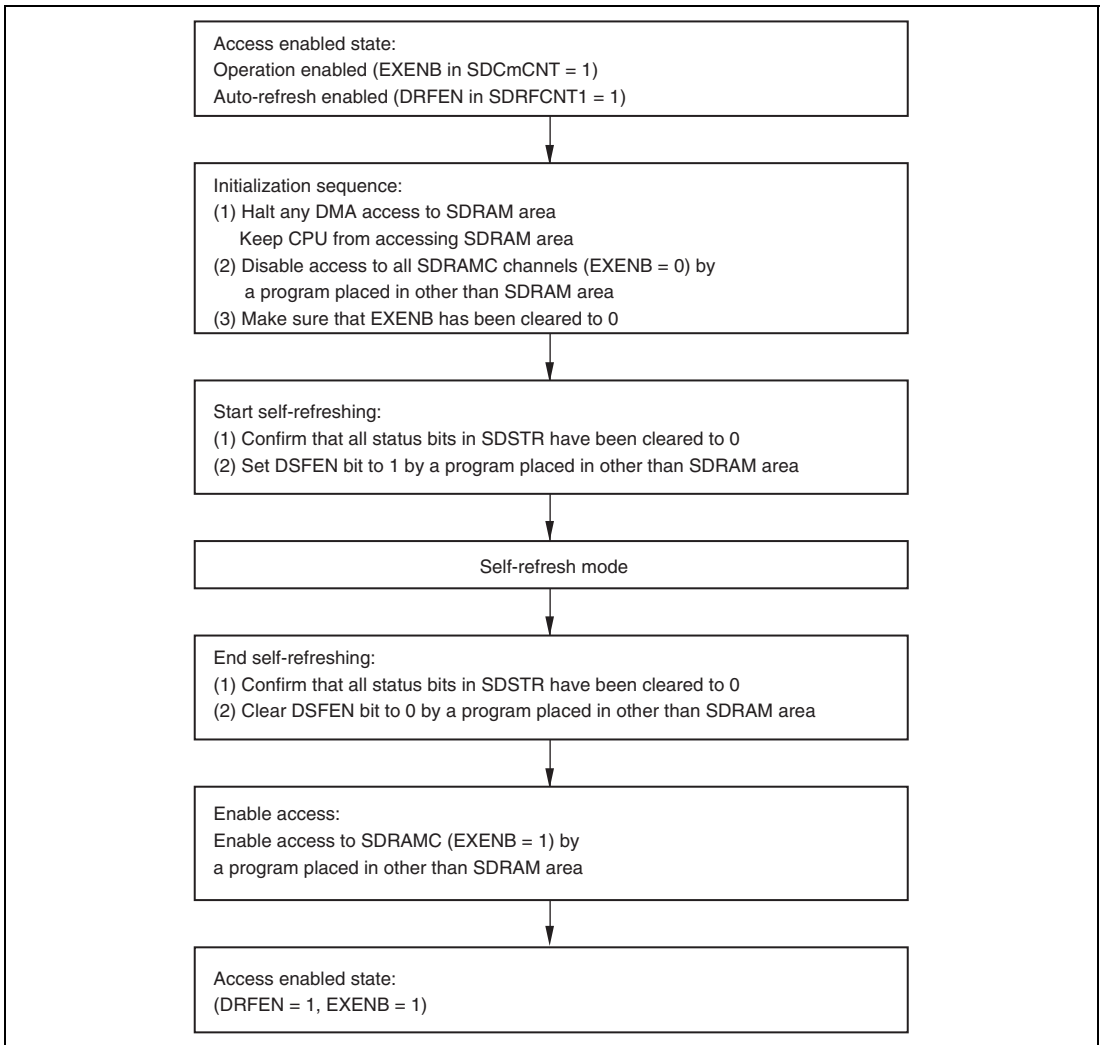 Access enabled state:
Operation enabled (EXENB in SDCmCNT = 1)
Auto-refresh enabled (DRFEN in SDRFCNT1 = 1)
Initialization sequence:
(1) Halt any DMA access to SDRAM area
Keep CPU from accessing SDRAM area
(2) Disable access to all SDRAMC channels (EXENB = 0) by
a program placed in other than SDRAM area
(3) Make sure that EXENB has been cleared to 0
Start self-refreshing:
(1) Confirm that all status bits in SDSTR have been cleared to 0
(2) Set DSFEN bit to 1 by a program placed in other than SDRAM area
Self-refresh mode
End self-refreshing:
(1) Confirm that all status bits in SDSTR have been cleared to 0
(2) Clear DSFEN bit to 0 by a program placed in other than SDRAM area
Enable access:
Enable access to SDRAMC (EXENB = 1) by
a program placed in other than SDRAM area
Access enabled state:
(DRFEN = 1, EXENB = 1)